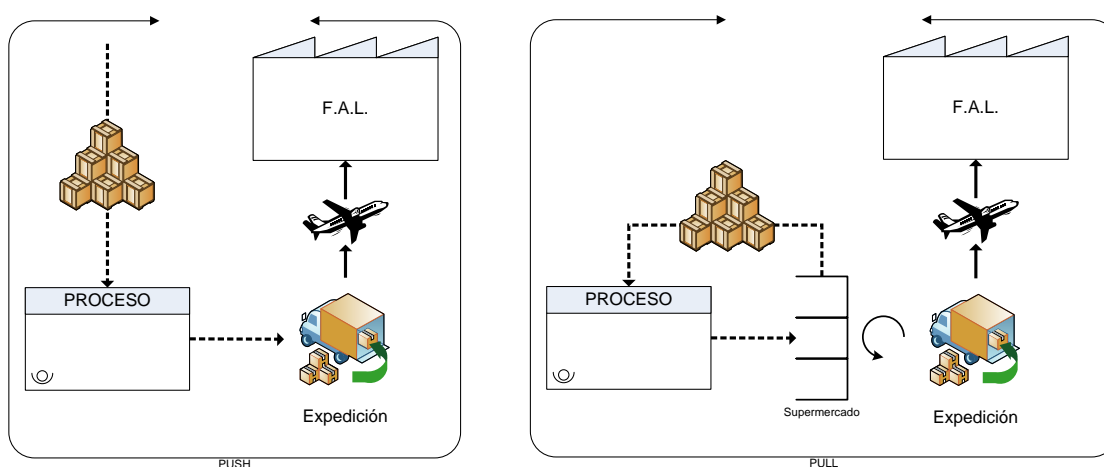 F.A.L.
PROCESO
Expedición
PUSH
F.A.L.
PROCESO
Supermercado
Expedición
PULL